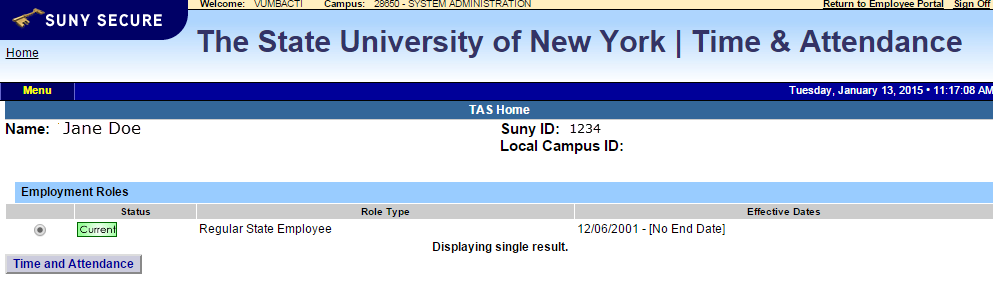 SUNY SECURE
Welcome: VUMBACTI Campus: 28650 - SYSTEM ADMINISTRATION Return to Employee Portal Sign Off
Home
The State University of New York | Time & Attendance
Menu Tuesday, January 13, 2015 • 11:17:08 AM
TAS Home
Name: Jane Doe Suny ID: 1234
Local Campus ID:
Employment Roles
Status Role Type Effective Dates
Current Regular State Employee 12/06/2001 - [No End Date]
Displaying single result.
Time and Attendance